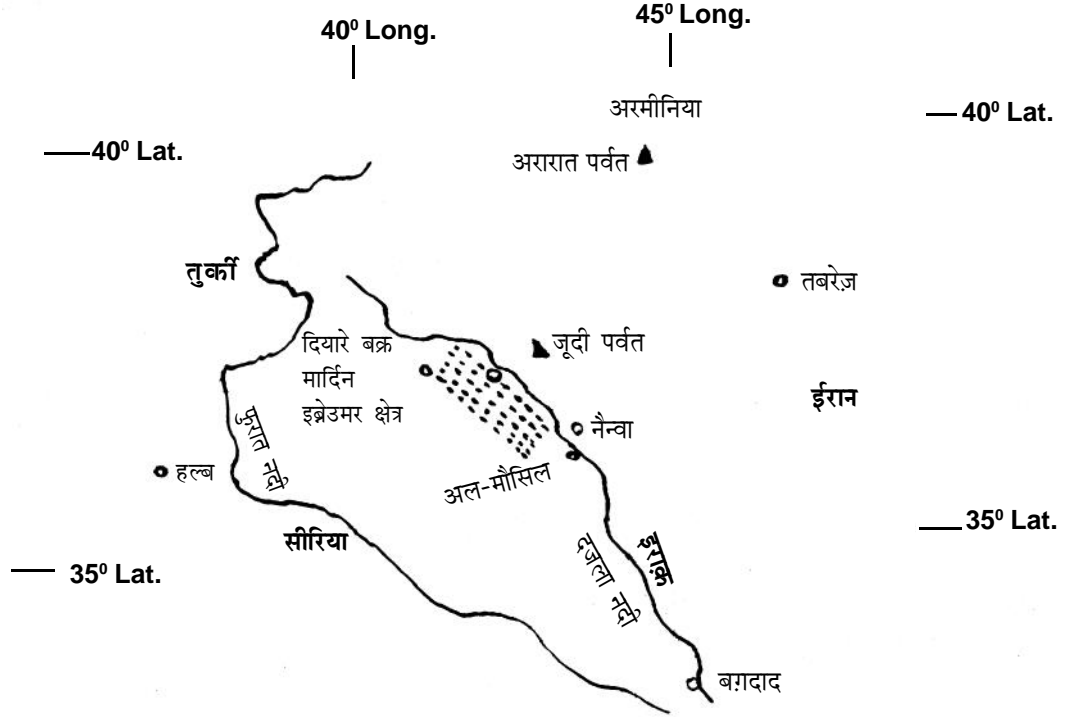 45⁰ Long.
40⁰ Long.
अरमीनिया
40⁰ Lat.
40⁰ Lat.
अरारात पर्वत
तुर्की
तबरेज़
दियारे बक्र
जूदी पर्वत
मार्दिन
ईरान
इब्नेउमर क्षेत्र
फुरात नदी
नैन्वा
हल्ब
अल-मौसिल
सीरिया
35⁰ Lat.
दजला नदी
इराक़
35⁰ Lat.
बग़दाद